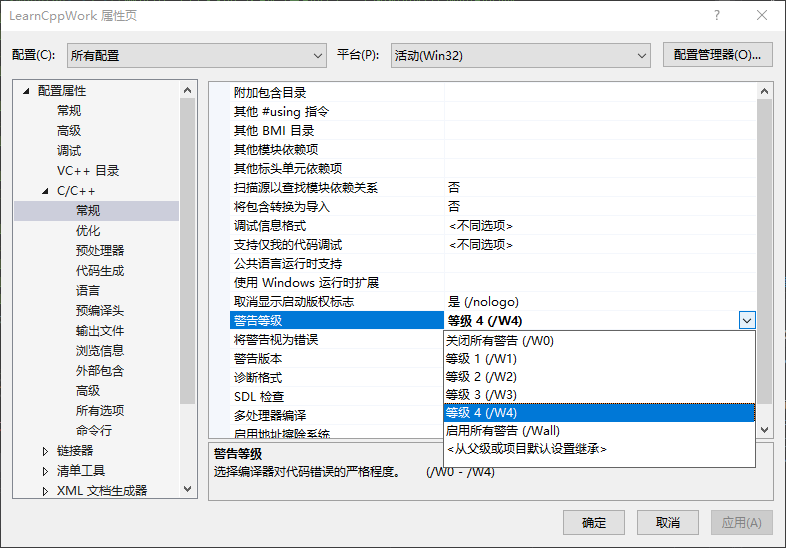 LearnCppWork 属性页
配置(C): 所有配置 平台(P): 活动(Win32) 配置管理器(O)...
配置属性
常规
高级
调试
VC++ 目录
C/C++
常规
优化
预处理器
代码生成
语言
预编译头
输出文件
浏览信息
外部包含
高级
所有选项
命令行
链接器
清单工具
XML 文档生成器
附加包含目录
其他 #using 指令
其他 BMI 目录
其他模块依赖项
其他标头单元依赖项
扫描源以查找模块依赖关系 否
将包含转换为导入 否
调试信息格式 <不同选项>
支持仅我的代码调试 <不同选项>
公共语言运行时支持
使用 Windows 运行时扩展
取消显示启动版权标志 是 (/nologo)
警告等级 等级 4 (/W4)
将警告视为错误
警告版本
诊断格式
SDL 检查
多处理器编译
启用地址擦除系统
关闭所有警告 (/W0)
等级 1 (/W1)
等级 2 (/W2)
等级 3 (/W3)
等级 4 (/W4)
启用所有警告 (/Wall)
<从父级或项目默认设置继承>
警告等级
选择编译器对代码错误的严格程度。 (/W0 - /W4)
确定 取消 应用(A)